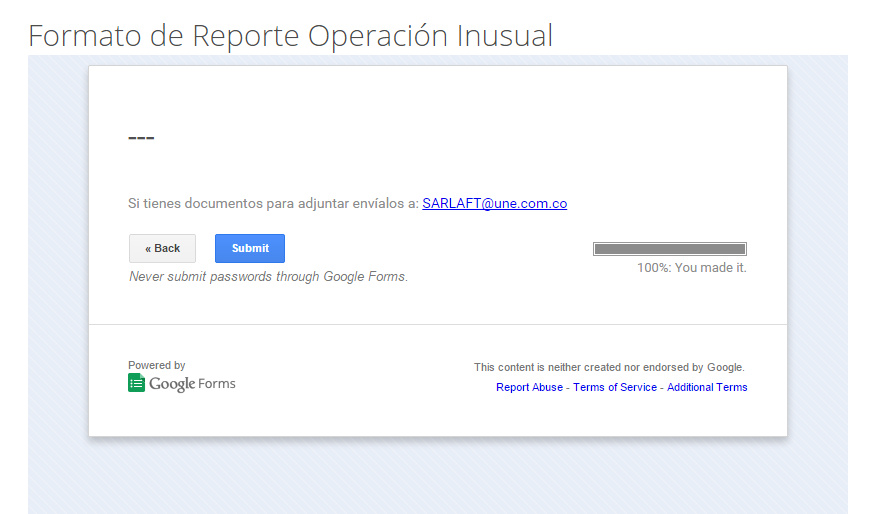 Formato de Reporte Operación Inusual
---
Si tienes documentos para adjuntar envíalos a: SARLAFT@une.com.co
« Back Submit
Never submit passwords through Google Forms.
100%: You made it.
Powered by
Google Forms
This content is neither created nor endorsed by Google.
Report Abuse - Terms of Service - Additional Terms